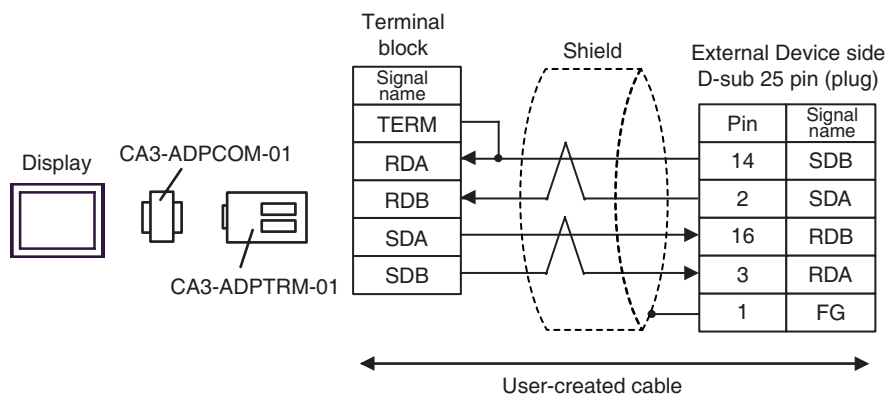 Display
CA3-ADPCOM-01
CA3-ADPTRM-01
Terminal
block
Signal
name
TERM
RDA
RDB
SDA
SDB
Shield
External Device side
D-sub 25 pin (plug)
Pin Signal
name
14 SDB
2 SDA
16 RDB
3 RDA
1 FG
User-created cable